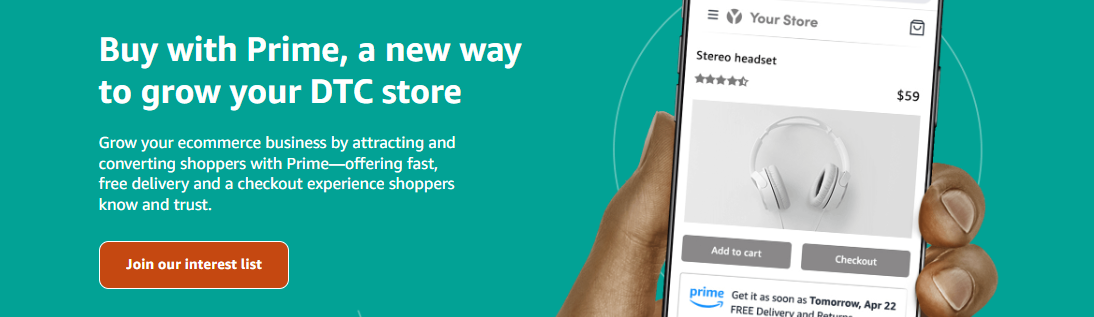 Buy with Prime, a new way
to grow your DTC store
Grow your ecommerce business by attracting and
converting shoppers with Prime—offering fast,
free delivery and a checkout experience shoppers
know and trust.
Join our interest list
Your Store
Stereo headset
$59
Add to cart
Checkout
prime
Get it as soon as Tomorrow, Apr 22
FREE Delivery and Returns